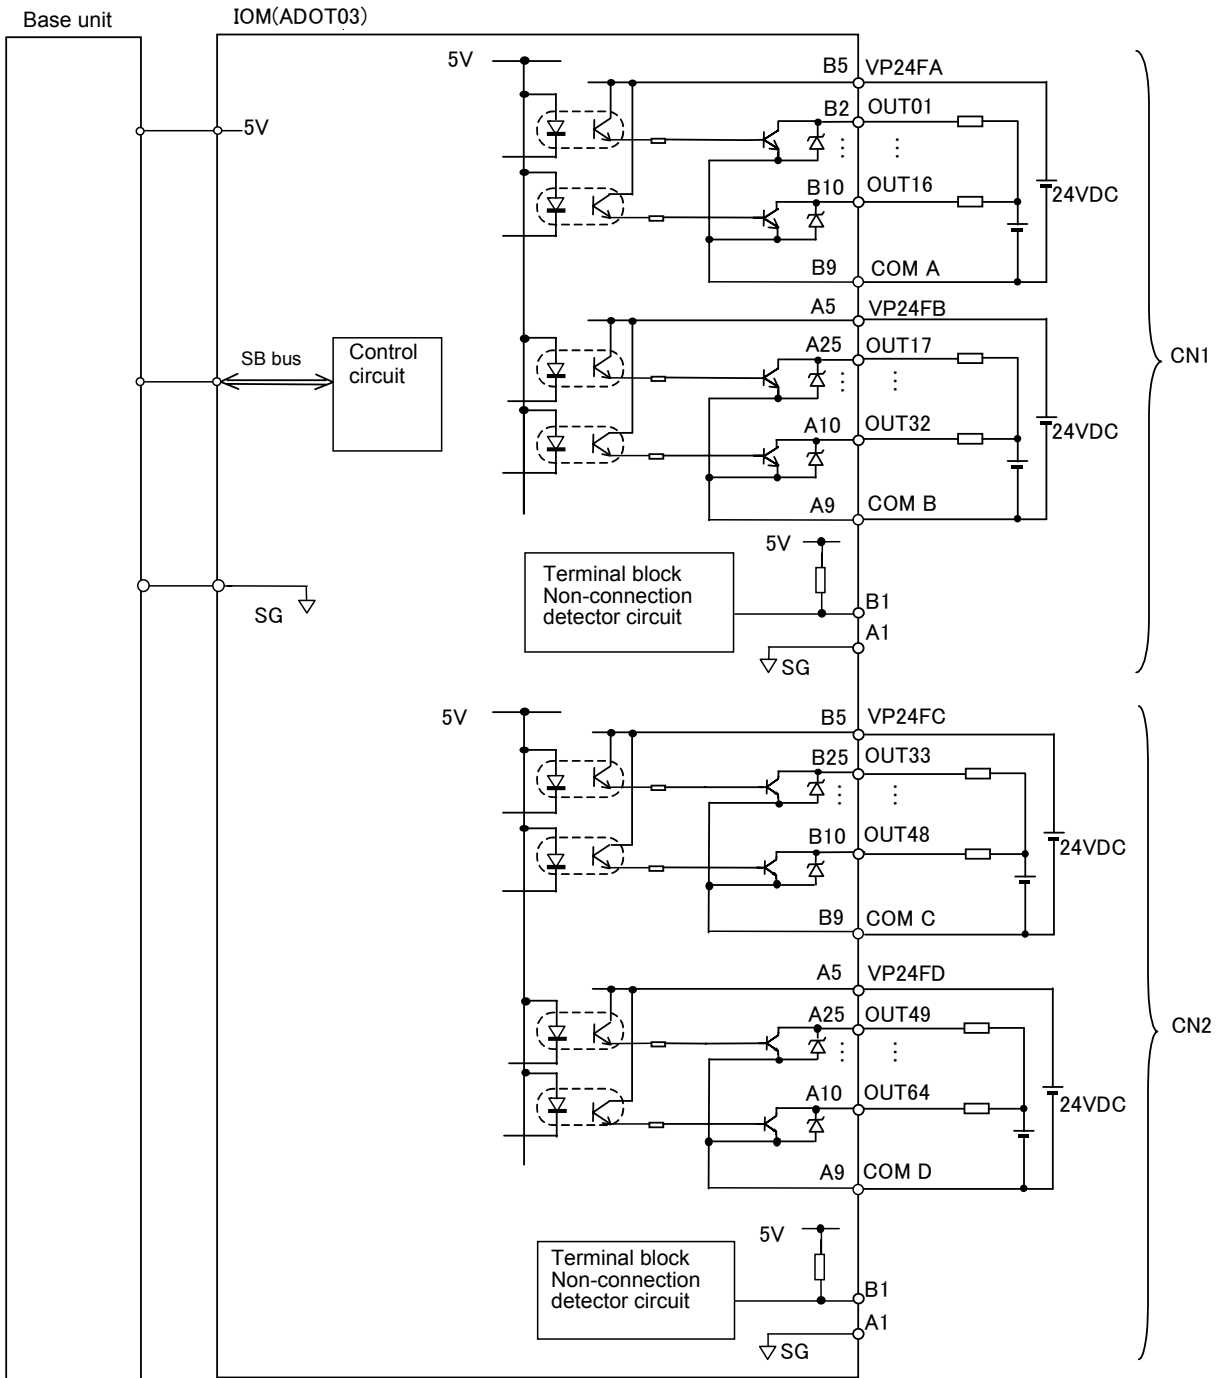 Base unit
IOM(ADOT03)
5V
B5 VP24FA
B2 OUT01
5V
B10 OUT16
24VDC
B9 COM A
A5 VP24FB
SB bus
Control
circuit
A25 OUT17
CN1
A10 OUT32
24VDC
A9 COM B
5V
Terminal block
Non-connection
detector circuit
B1
SG
A1
SG
5V
B5 VP24FC
B25 OUT33
B10 OUT48
24VDC
B9 COM C
A5 VP24FD
A25 OUT49
CN2
A10 OUT64
24VDC
A9 COM D
5V
Terminal block
Non-connection
detector circuit
B1
A1
SG